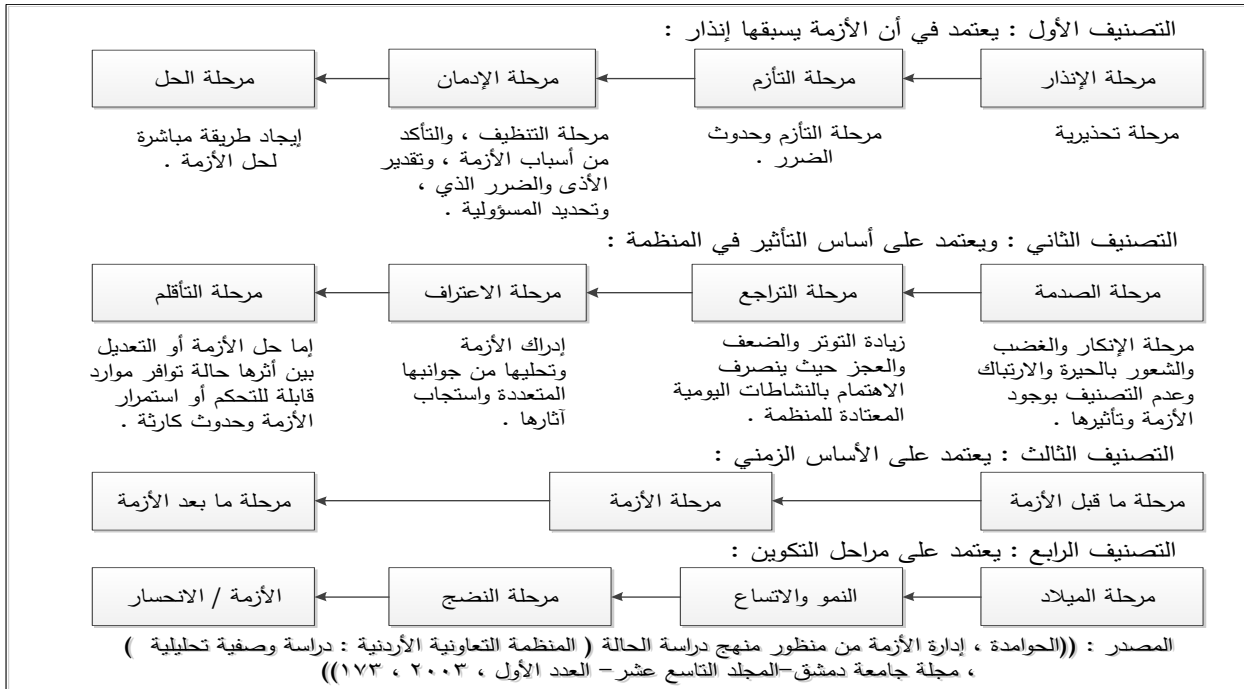 التصنيف الأول : يعتمد في أن الأزمة يسبقها إنذار :
مرحلة الإنذار
مرحلة التأزم
مرحلة الإدمان
مرحلة الحل
مرحلة تحذيرية
مرحلة التأزم وحدوث
الضرر .
مرحلة التنظيف ، والتأكد
من أسباب الأزمة ، وتقدير
الأذى والضرر الذي ،
وتحديد المسؤولية .
إيجاد طريقة مباشرة
لحل الأزمة .
التصنيف الثاني : ويعتمد على أساس التأثير في المنظمة :
مرحلة الصدمة
مرحلة التراجع
مرحلة الاعتراف
مرحلة التأقلم
مرحلة الإنكار والغضب
والشعور بالحيرة والارتباك
وعدم التصنيف بوجود
الأزمة وتأثيرها .
زيادة التوتر والضعف
والعجز حيث ينصرف
الاهتمام بالنشاطات اليومية
المعتادة للمنظمة .
إدراك الأزمة
وتحليها من جوانبها
المتعددة واستجاب
آثارها .
إما حل الأزمة أو التعديل
بين أثرها حالة توافر موارد
قابلة للتحكم أو استمرار
الأزمة وحدوث كارثة .
التصنيف الثالث : يعتمد على الأساس الزمني :
مرحلة ما قبل الأزمة
مرحلة الأزمة
مرحلة ما بعد الأزمة
التصنيف الرابع : يعتمد على مراحل التكوين :
مرحلة الميلاد
النمو والاتساع
مرحلة النضج
الأزمة / الانحسار
المصدر : ((الحوامدة ، إدارة الأزمة من منظور منهج دراسة الحالة ( المنظمة التعاونية الأردنية : دراسة وصفية تحليلية )
، مجلة جامعة دمشق–المجلد التاسع عشر– العدد الأول ، ٢٠٠٣ ، ١٧٣))